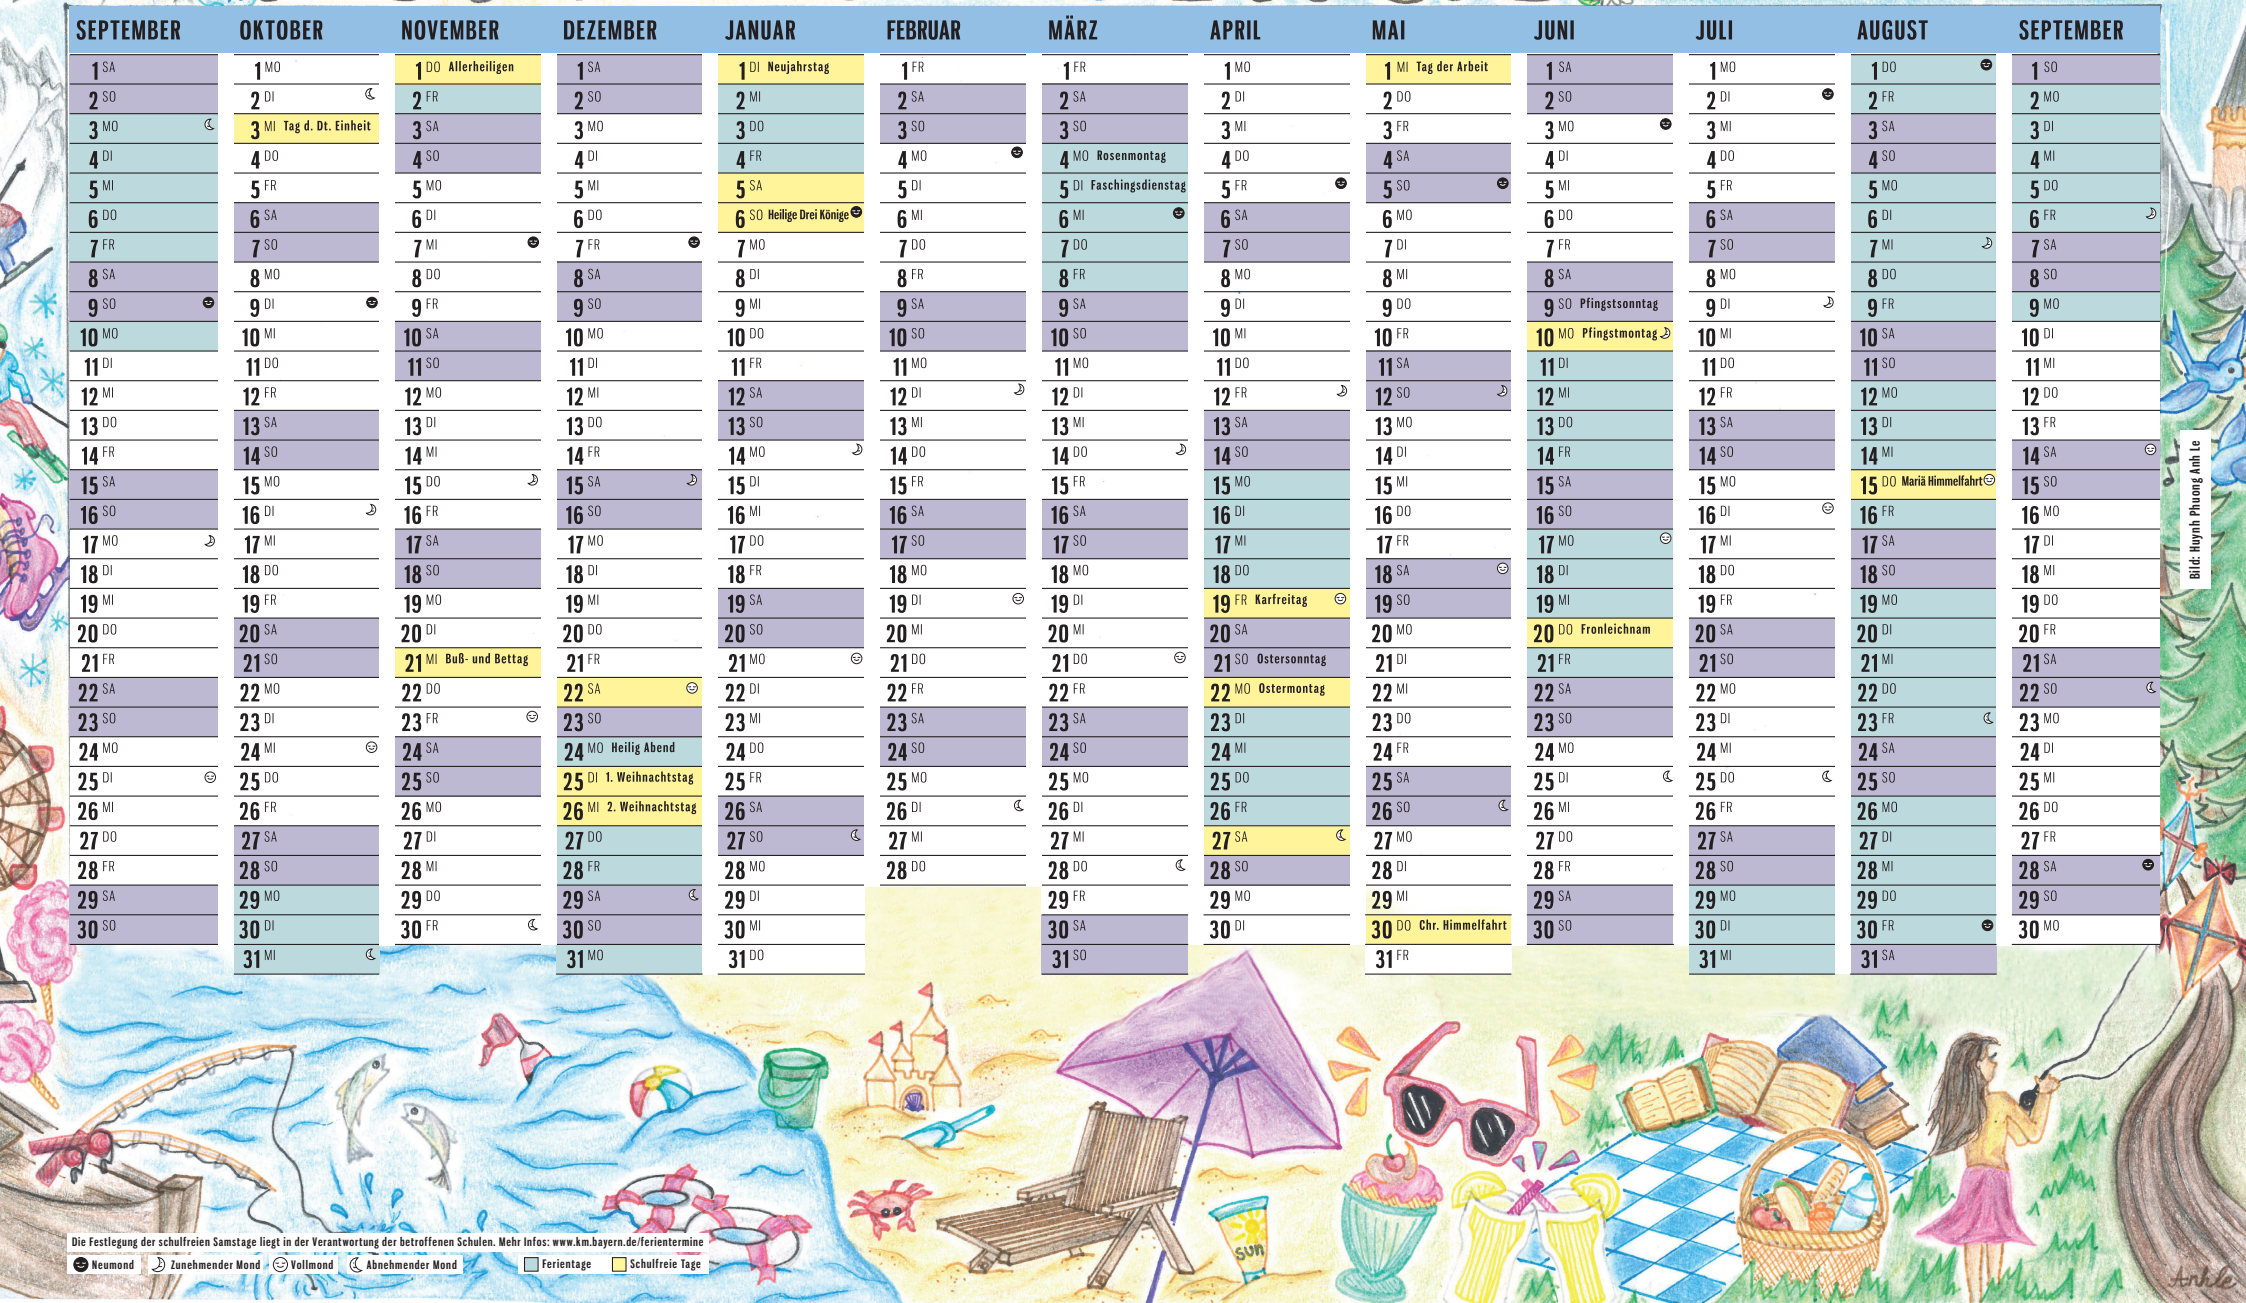 SEPTEMBER OKTOBER NOVEMBER DEZEMBER JANUAR FEBRUAR MÄRZ APRIL MAI JUNI JULI AUGUST SEPTEMBER
1 SA 1 MO 1 DO Allerheiligen 1 SA 1 DI Neujahrstag 1 FR 1 FR 1 MO 1 MI Tag der Arbeit 1 SA 1 MO 1 DO 1 SO
2 SO 2 DI 2 FR 2 SO 2 MI 2 SA 2 SA 2 DI 2 DO 2 SO 2 DI 2 FR 2 MO
3 MO 3 MI Tag d. Dt. Einheit 3 SA 3 MO 3 DO 3 SO 3 SO 3 MI 3 FR 3 MO 3 MI 3 SA 3 DI
4 DI 4 DO 4 SO 4 DI 4 FR 4 MO 4 MO Rosenmontag 4 DO 4 SA 4 DI 4 DO 4 SO 4 MI
5 MI 5 FR 5 MO 5 MI 5 SA 5 DI 5 DI Faschingsdienstag 5 FR 5 SO 5 MI 5 FR 5 MO 5 DO
6 DO 6 SA 6 DI 6 DO 6 SO Heilige Drei Könige 6 MI 6 MI 6 SA 6 MO 6 DO 6 SA 6 DI 6 FR
7 FR 7 SO 7 MI 7 FR 7 MO 7 DO 7 DO 7 SO 7 DI 7 FR 7 SO 7 MI 7 SA
8 SA 8 MO 8 DO 8 SA 8 DI 8 FR 8 FR 8 MO 8 MI 8 SA 8 MO 8 DO 8 SO
9 SO 9 DI 9 FR 9 SO 9 MI 9 SA 9 SA 9 DI 9 DO 9 SO Pfingstsonntag 9 DI 9 FR 9 MO
10 MO 10 MI 10 SA 10 MO 10 DO 10 SO 10 SO 10 MI 10 FR 10 MO Pfingstmontag 10 MI 10 SA 10 DI
11 DI 11 DO 11 SO 11 DI 11 FR 11 MO 11 MO 11 DO 11 SA 11 DI 11 DO 11 SO 11 MI
12 MI 12 FR 12 MO 12 MI 12 SA 12 DI 12 DI 12 FR 12 SO 12 MI 12 FR 12 MO 12 DO
13 DO 13 SA 13 DI 13 DO 13 SO 13 MI 13 MI 13 SA 13 MO 13 DO 13 SA 13 DI 13 FR
14 FR 14 SO 14 MI 14 FR 14 MO 14 DO 14 DO 14 SO 14 DI 14 FR 14 SO 14 MI 14 SA
15 SA 15 MO 15 DO 15 SA 15 DI 15 FR 15 FR 15 MO 15 MI 15 SA 15 MO 15 DO Mariä Himmelfahrt 15 SO
16 SO 16 DI 16 FR 16 SO 16 MI 16 SA 16 SA 16 DI 16 DO 16 SO 16 DI 16 FR 16 MO
17 MO 17 MI 17 SA 17 MO 17 DO 17 SO 17 SO 17 MI 17 FR 17 MO 17 MI 17 SA 17 DI
18 DI 18 DO 18 SO 18 DI 18 FR 18 MO 18 MO 18 DO 18 SA 18 DI 18 DO 18 SO 18 MI
19 MI 19 FR 19 MO 19 MI 19 SA 19 DI 19 DI 19 FR Karfreitag 19 SO 19 MI 19 FR 19 MO 19 DO
20 DO 20 SA 20 DI 20 DO 20 SO 20 MI 20 MI 20 SA 20 MO 20 DO Fronleichnam 20 SA 20 DI 20 FR
21 FR 21 SO 21 MI Buß- und Bettag 21 FR 21 MO 21 DO 21 DO 21 SO Ostersonntag 21 DI 21 FR 21 SO 21 MI 21 SA
22 SA 22 MO 22 DO 22 SA 22 DI 22 FR 22 FR 22 MO Ostermontag 22 MI 22 SA 22 MO 22 DO 22 SO
23 SO 23 DI 23 FR 23 SO 23 MI 23 SA 23 SA 23 DI 23 DO 23 SO 23 DI 23 FR 23 MO
24 MO 24 MI 24 SA 24 MO Heilig Abend 24 DO 24 SO 24 SO 24 MI 24 FR 24 MO 24 MI 24 SA 24 DI
25 DI 25 DO 25 SO 25 DI 1. Weihnachtstag 25 FR 25 MO 25 MO 25 DO 25 SA 25 DI 25 DO 25 SO 25 MI
26 MI 26 FR 26 MO 26 MI 2. Weihnachtstag 26 SA 26 DI 26 DI 26 FR 26 SO 26 MI 26 FR 26 MO 26 DO
27 DO 27 SA 27 DI 27 DO 27 SO 27 MI 27 MI 27 SA 27 MO 27 DO 27 SA 27 DI 27 FR
28 FR 28 SO 28 MI 28 FR 28 MO 28 DO 28 DO 28 SO 28 DI 28 FR 28 SO 28 MI 28 SA
29 SA 29 MO 29 DO 29 SA 29 DI 29 FR 29 MO 29 MI 29 SA 29 MO 29 DO 29 SO
30 SO 30 DI 30 FR 30 SO 30 MI 30 SA 30 DI 30 DO Chr. Himmelfahrt 30 SO 30 DI 30 FR 30 MO
31 MI 31 MO 31 DO 31 SO 31 FR 31 MI 31 SA
Bild: Huynh Phuong Anh Le
sun
Die Festlegung der schulfreien Samstage liegt in der Verantwortung der betroffenen Schulen. Mehr Infos: www.km.bayern.de/ferientermine
Neumond Zunehmender Mond Vollmond Abnehmender Mond Ferientage Schulfreie Tage
Anhle